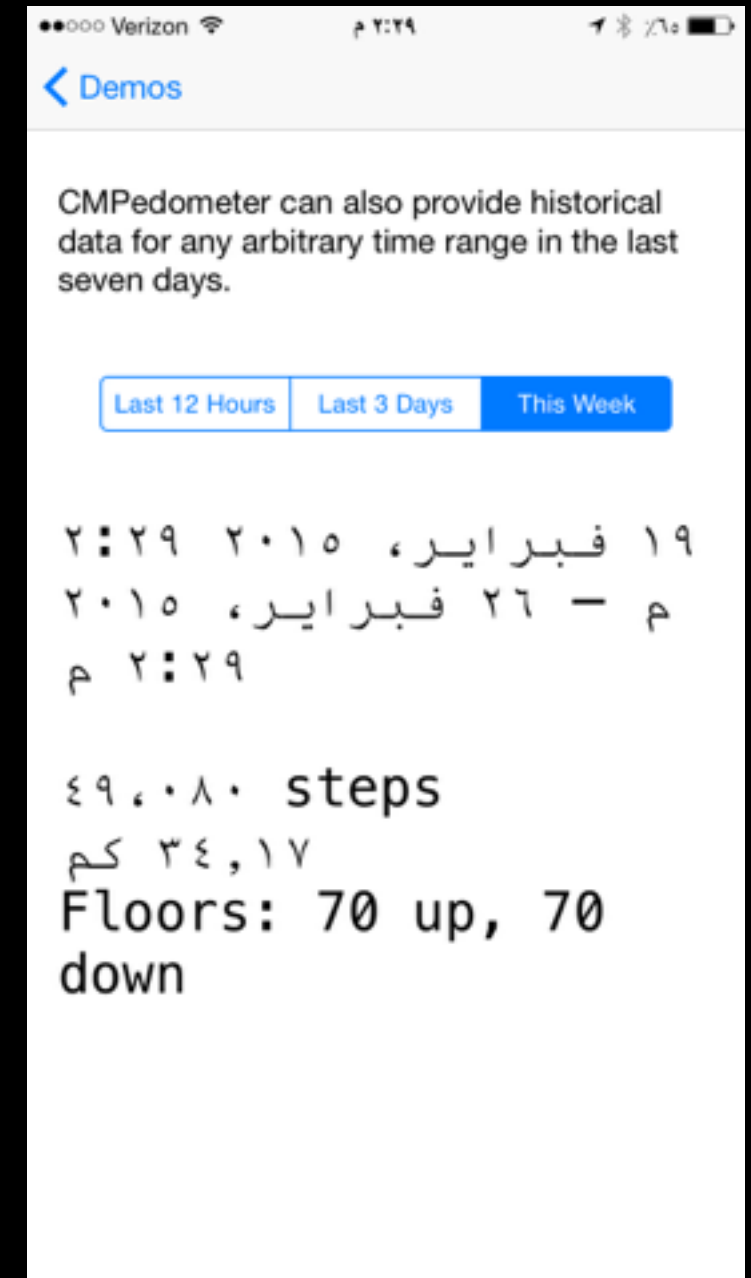 Verizon
٢:٢٩ م
٪٦٥
Demos
CMPedometer can also provide historical
data for any arbitrary time range in the last
seven days.
Last 12 Hours
Last 3 Days
This Week
١٩ فبراير، ٢٠١٥ ٢:٢٩
م – ٢٦ فبراير، ٢٠١٥
٢:٢٩ م
٤٩،٠٨٠ steps
٣٤,١٧ كم
Floors: 70 up, 70
down